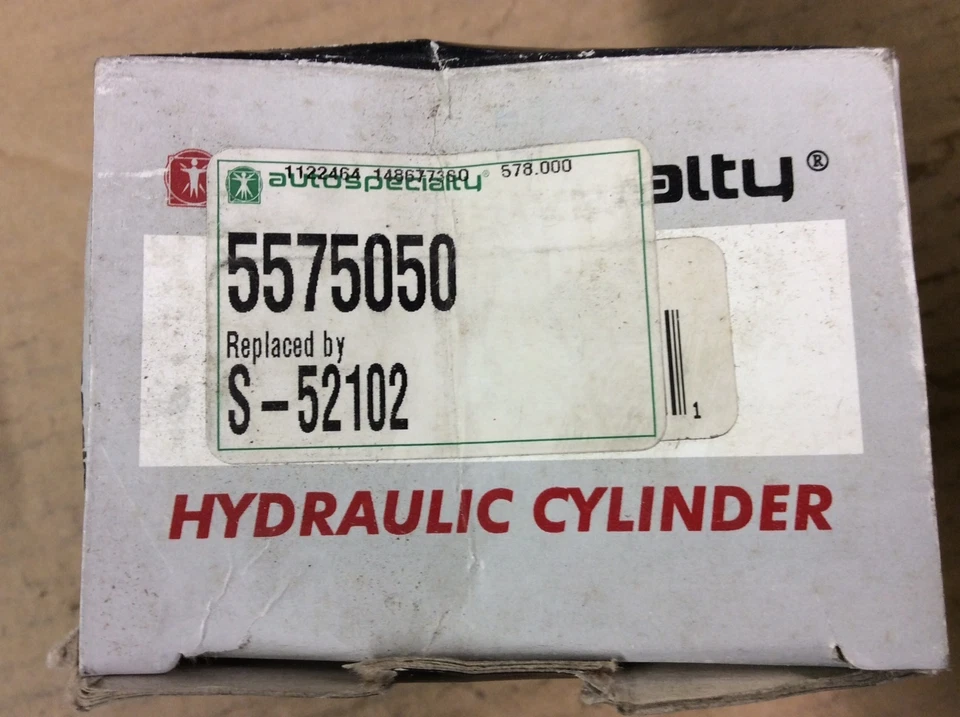 1122464 148677360 578.000
autospecialty®
alty®
5575050
Replaced by
S-52102
1
HYDRAULIC CYLINDER